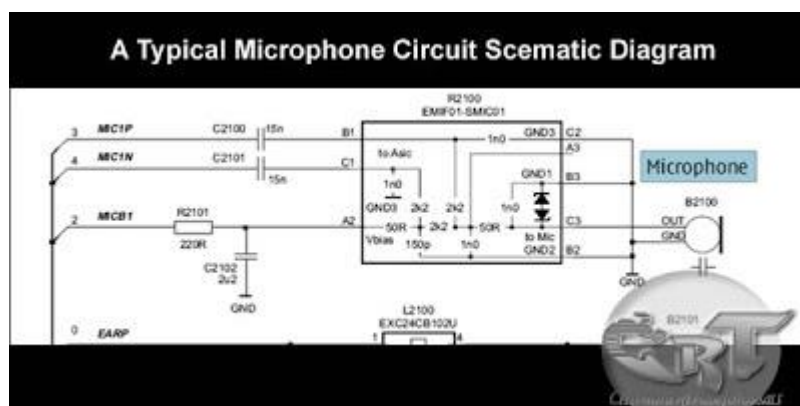 A Typical Microphone Circuit Scematic Diagram
R2100
EMIF01-SMIC01
3 MIC1P C2100 15n B1 1n0 GND3 C2
A3
to Asic
4 MIC1N C2101 C1 GND1 B3
15n 1n0
Microphone
GND3 2k2 2k2 1n0 B2100
2 MICB1 R2101 A2 50R 2k2 50R C3 OUT
Vbias 150p 1n0 to Mic GND
220R GND2 B2
C2102
2u2
GND GND
L2100
EXC24CB102U
B2101
0 EARP 1 4
CRT